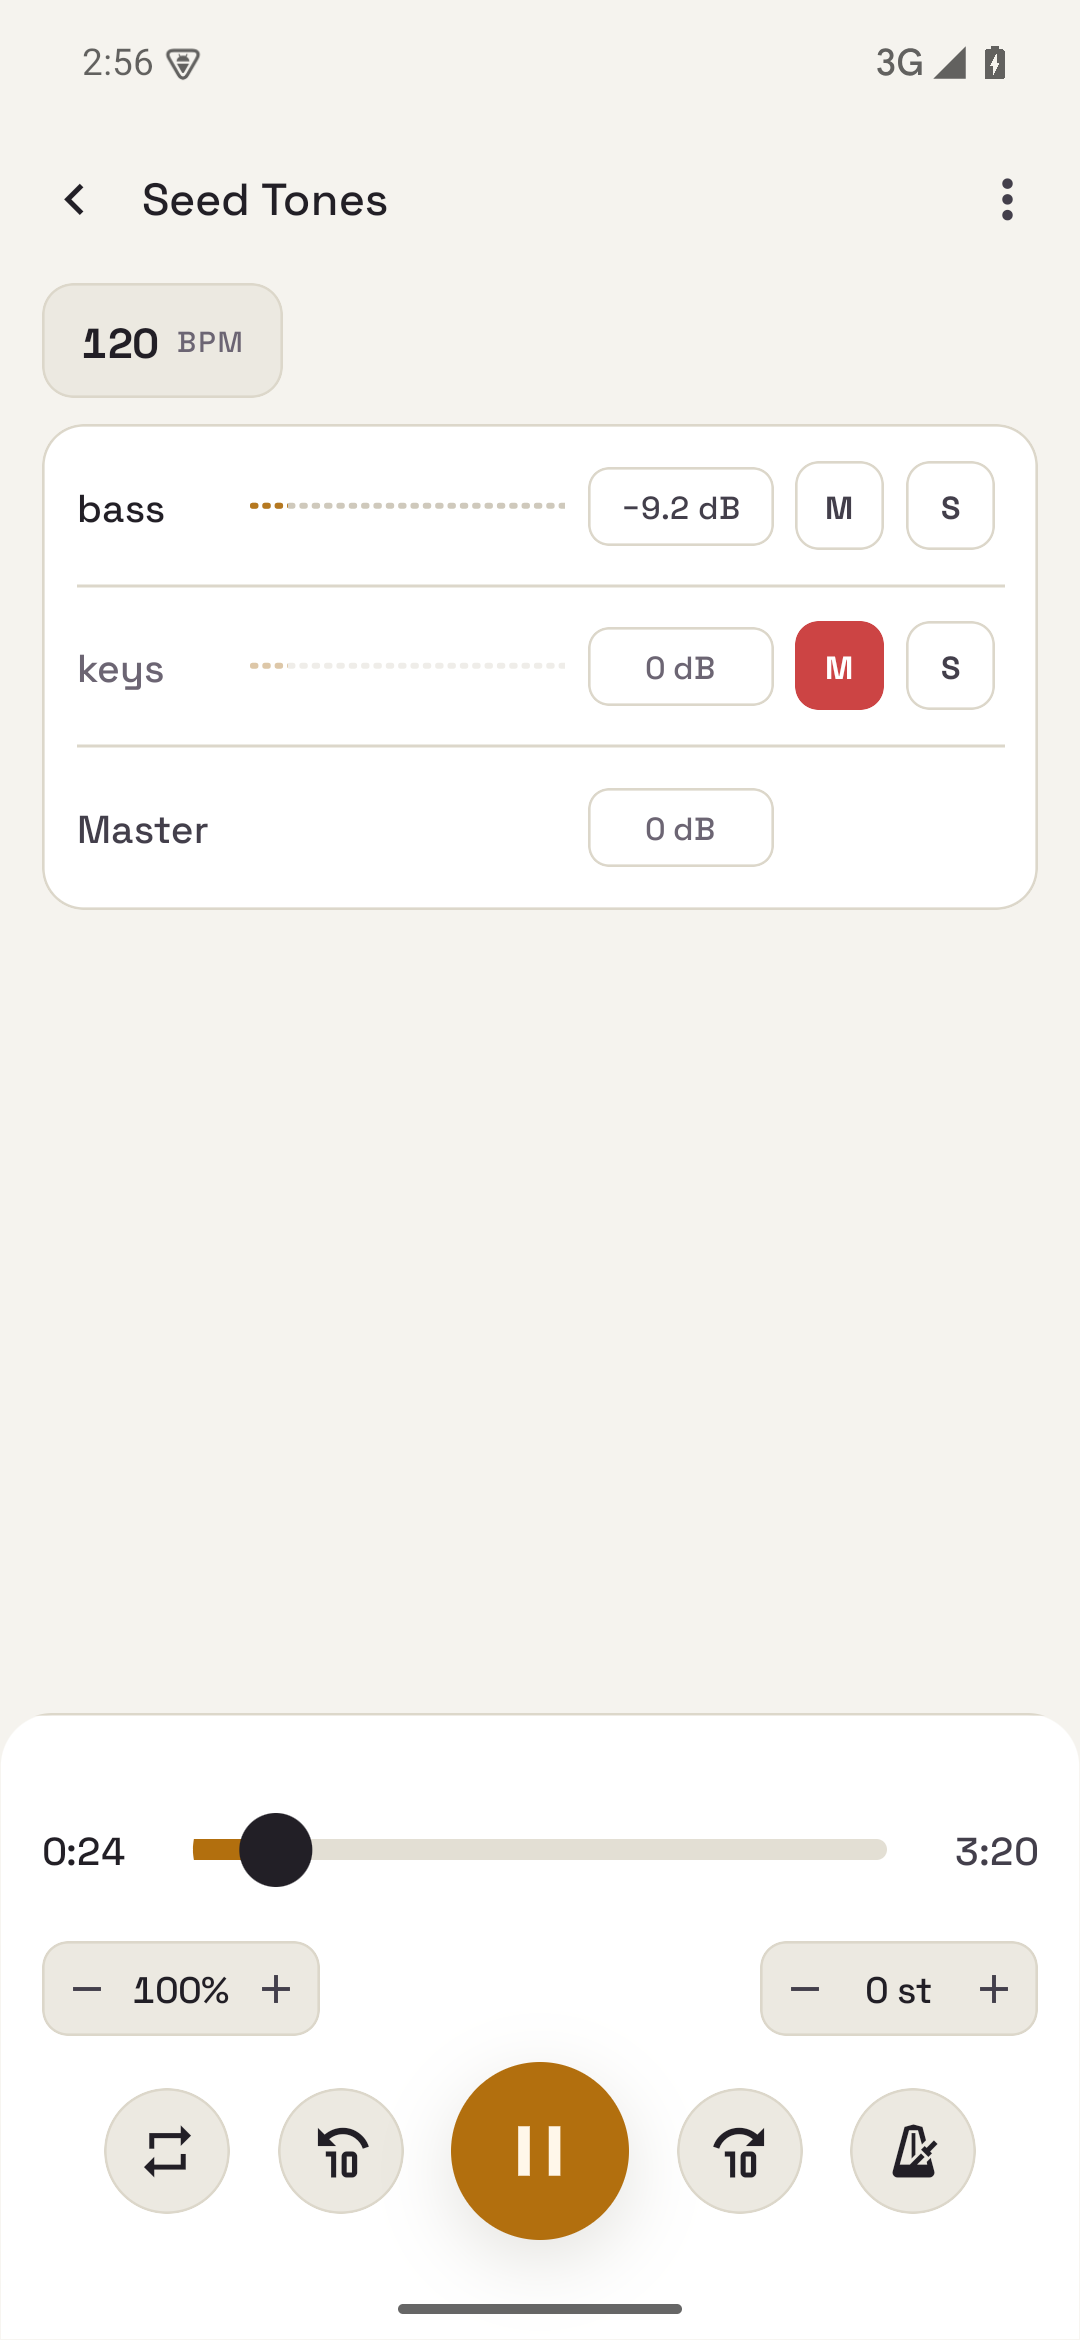 2:56 3G
Seed Tones
120 BPM
bass −9.2 dB M S
keys 0 dB M S
Master 0 dB
0:24 3:20
− 100% + − 0 st +
10 10